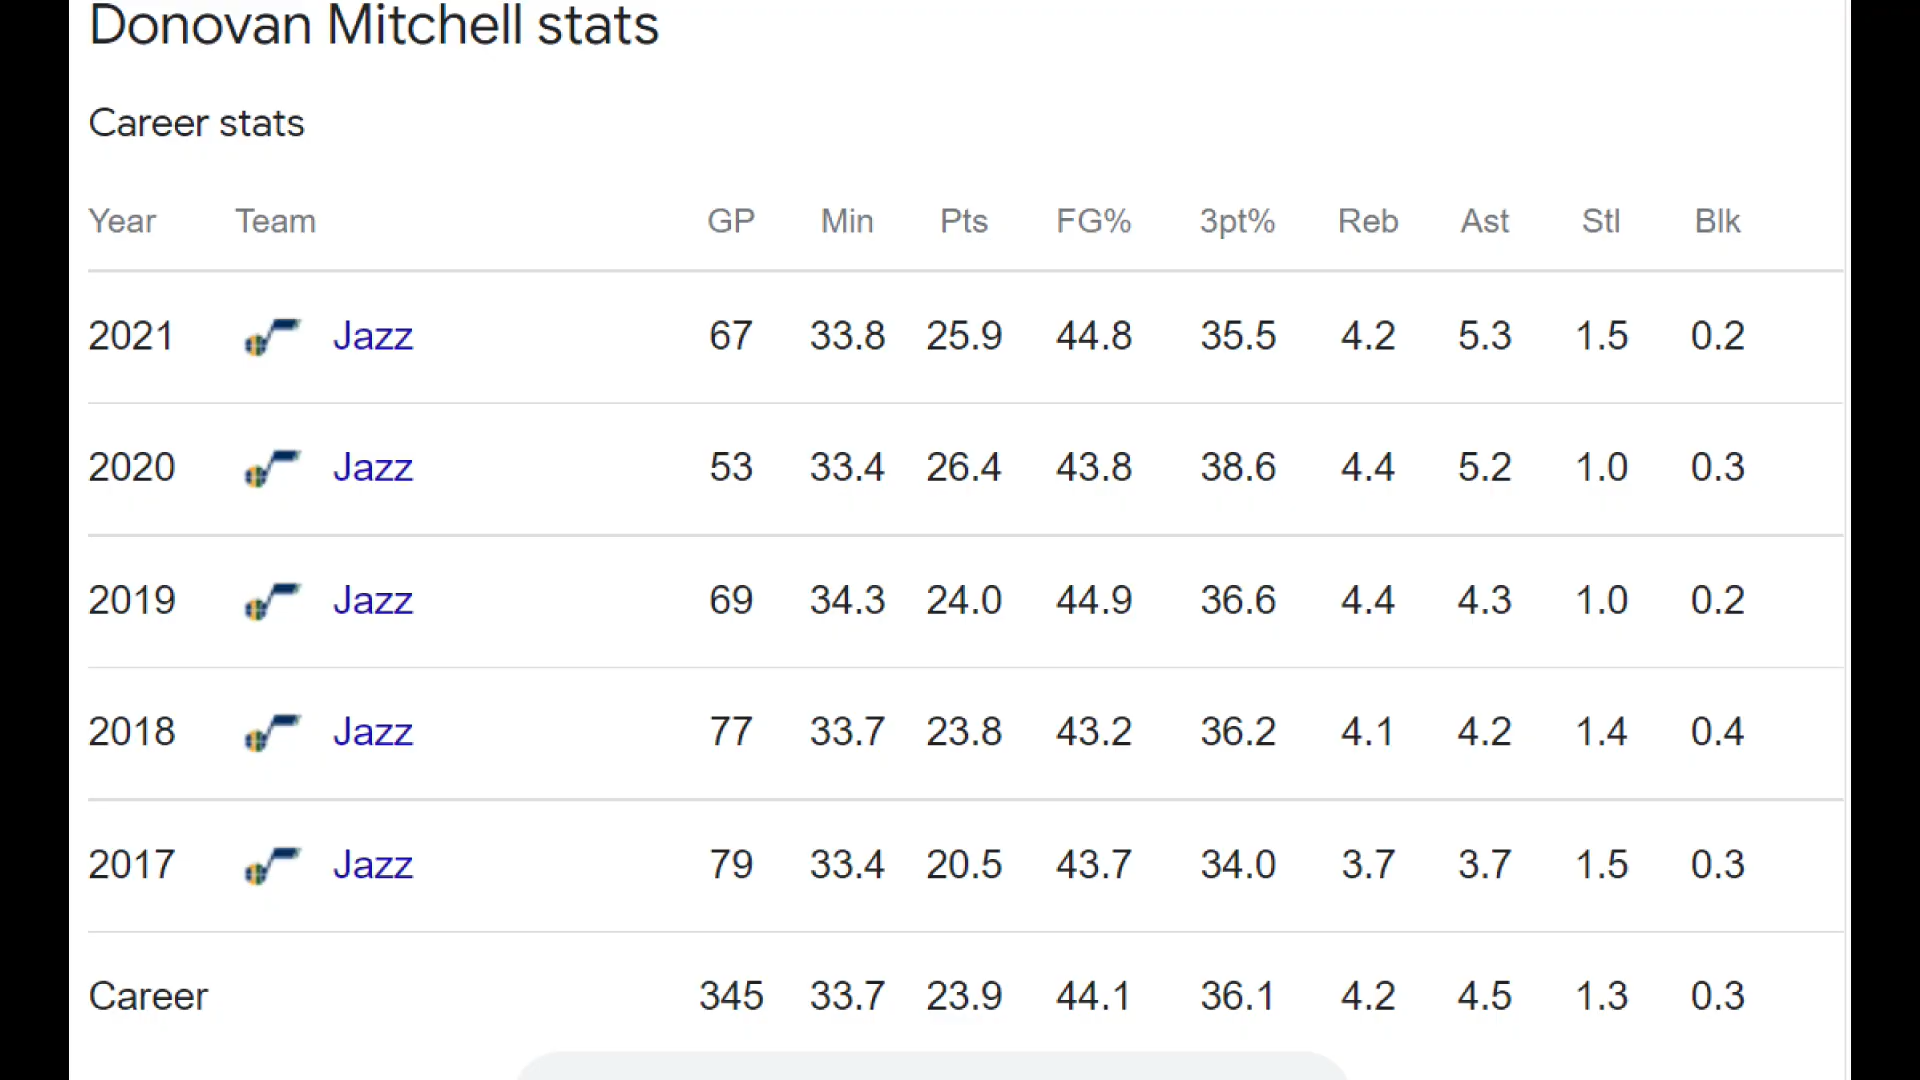 Donovan Mitchell stats
Career stats
Year Team GP Min Pts FG% 3pt% Reb Ast Stl Blk
2021 Jazz 67 33.8 25.9 44.8 35.5 4.2 5.3 1.5 0.2
2020 Jazz 53 33.4 26.4 43.8 38.6 4.4 5.2 1.0 0.3
2019 Jazz 69 34.3 24.0 44.9 36.6 4.4 4.3 1.0 0.2
2018 Jazz 77 33.7 23.8 43.2 36.2 4.1 4.2 1.4 0.4
2017 Jazz 79 33.4 20.5 43.7 34.0 3.7 3.7 1.5 0.3
Career 345 33.7 23.9 44.1 36.1 4.2 4.5 1.3 0.3